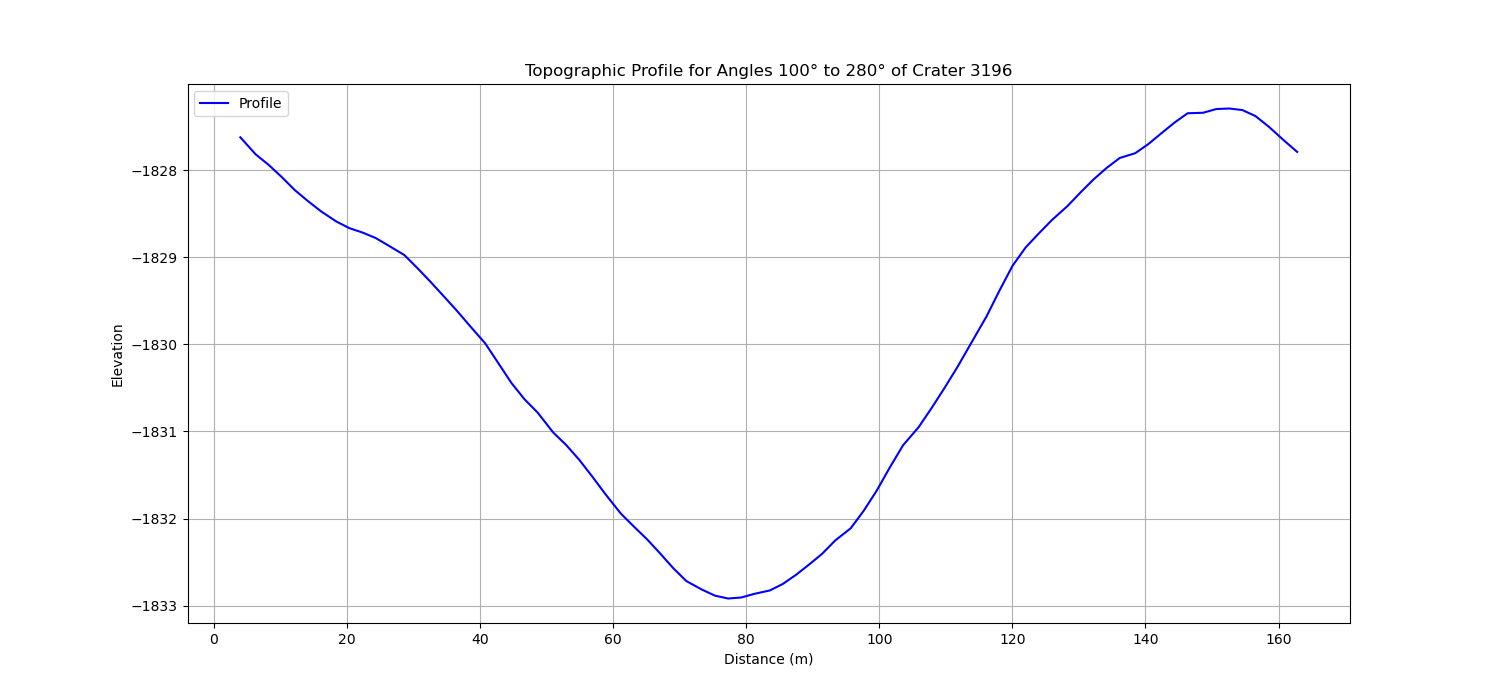 Topographic Profile for Angles 100° to 280° of Crater 3196
Profile
−1828
−1829
−1830
−1831
−1832
−1833
Elevation
0 20 40 60 80 100 120 140 160
Distance (m)